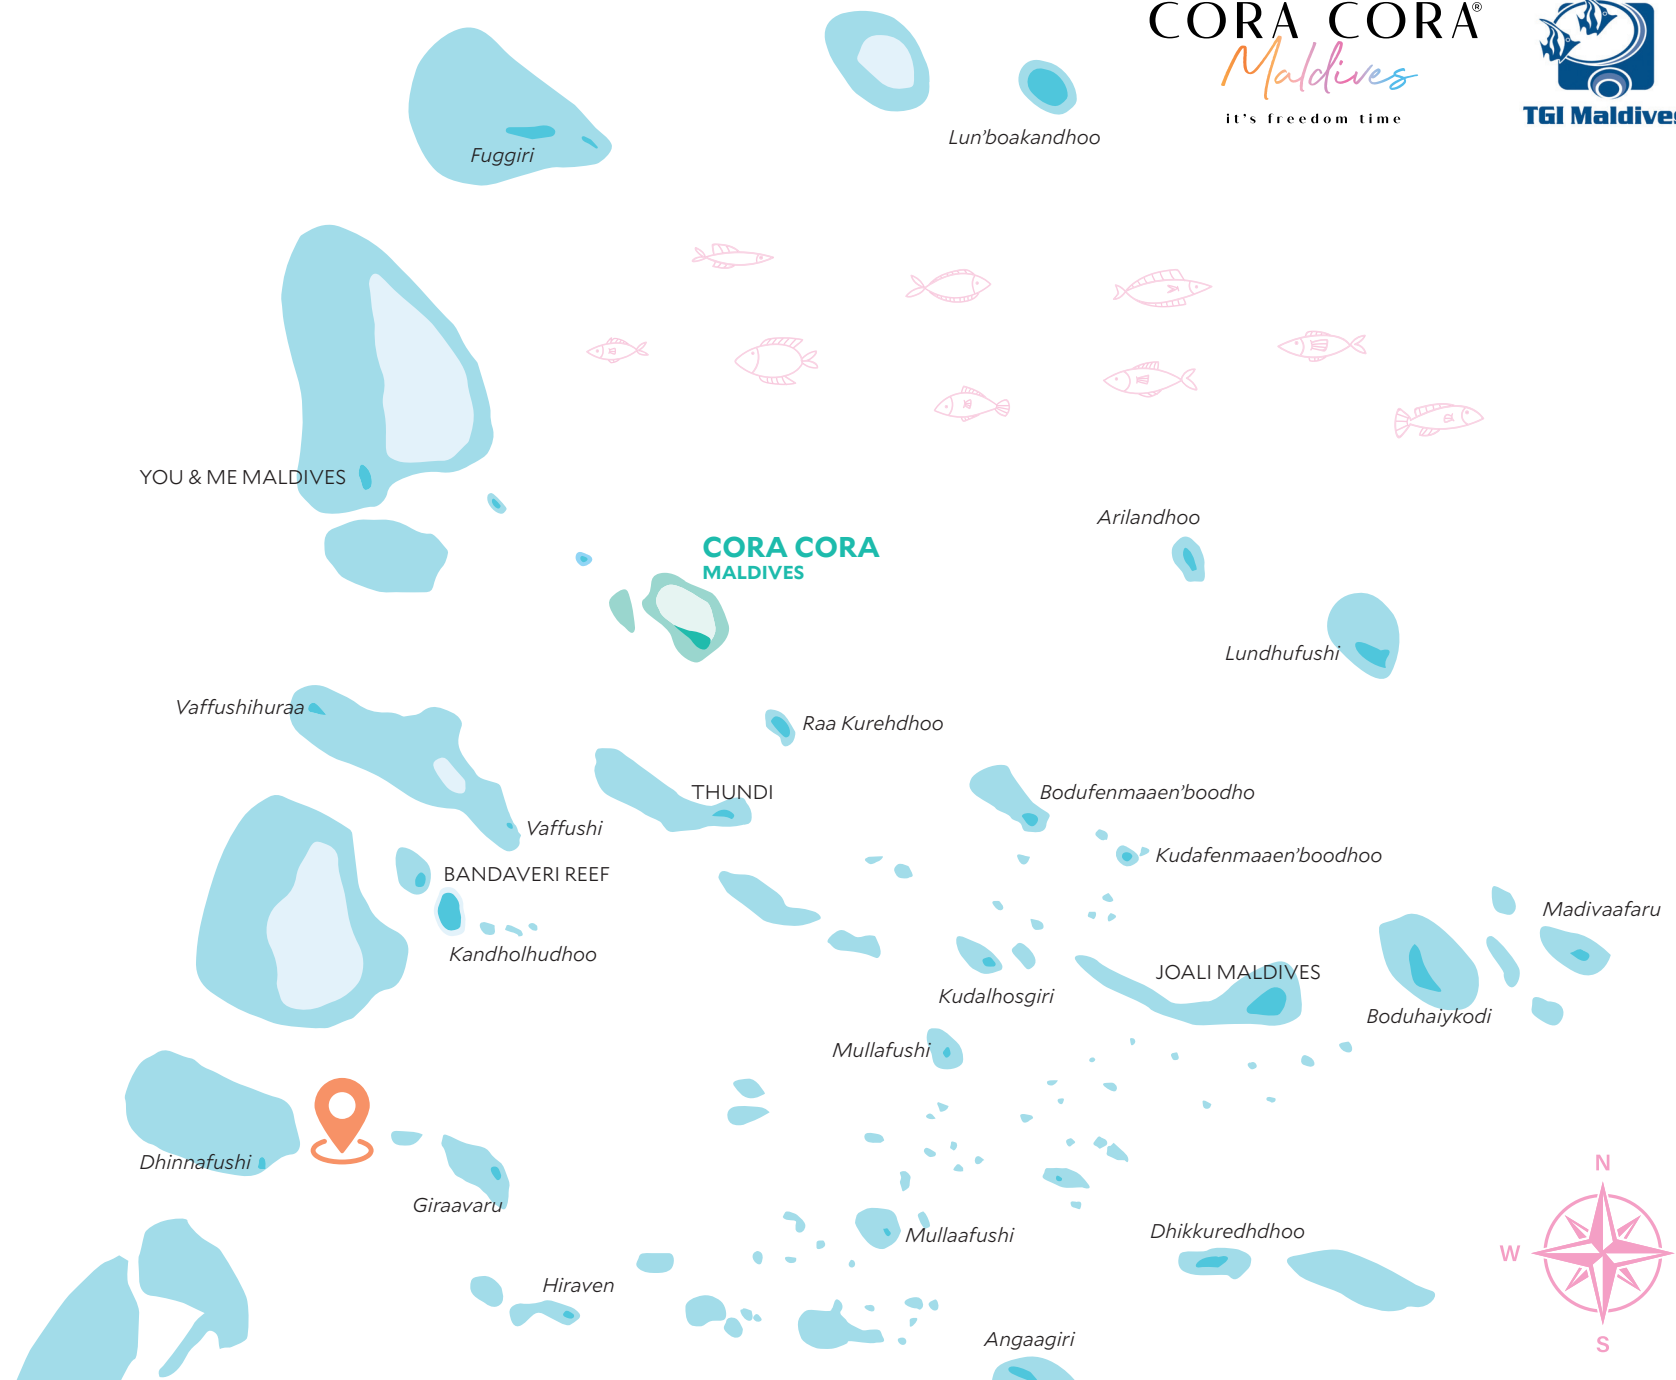 CORA CORA®
Maldives
it's freedom time
TGI Maldives
Lun'boakandhoo
Fuggiri
YOU & ME MALDIVES
Arilandhoo
CORA CORA
MALDIVES
Lundhufushi
Vaffushihuraa
Raa Kurehdhoo
THUNDI
Bodufenmaaen'boodho
Vaffushi
Kudafenmaaen'boodhoo
BANDAVERI REEF
Madivaafaru
Kandholhudhoo
JOALI MALDIVES
Kudalhosgiri
Boduhaiykodi
Mullafushi
Dhinnafushi
N
Giraavaru
Mullaafushi
Dhikkuredhdhoo
W
Hiraven
Angaagiri
S